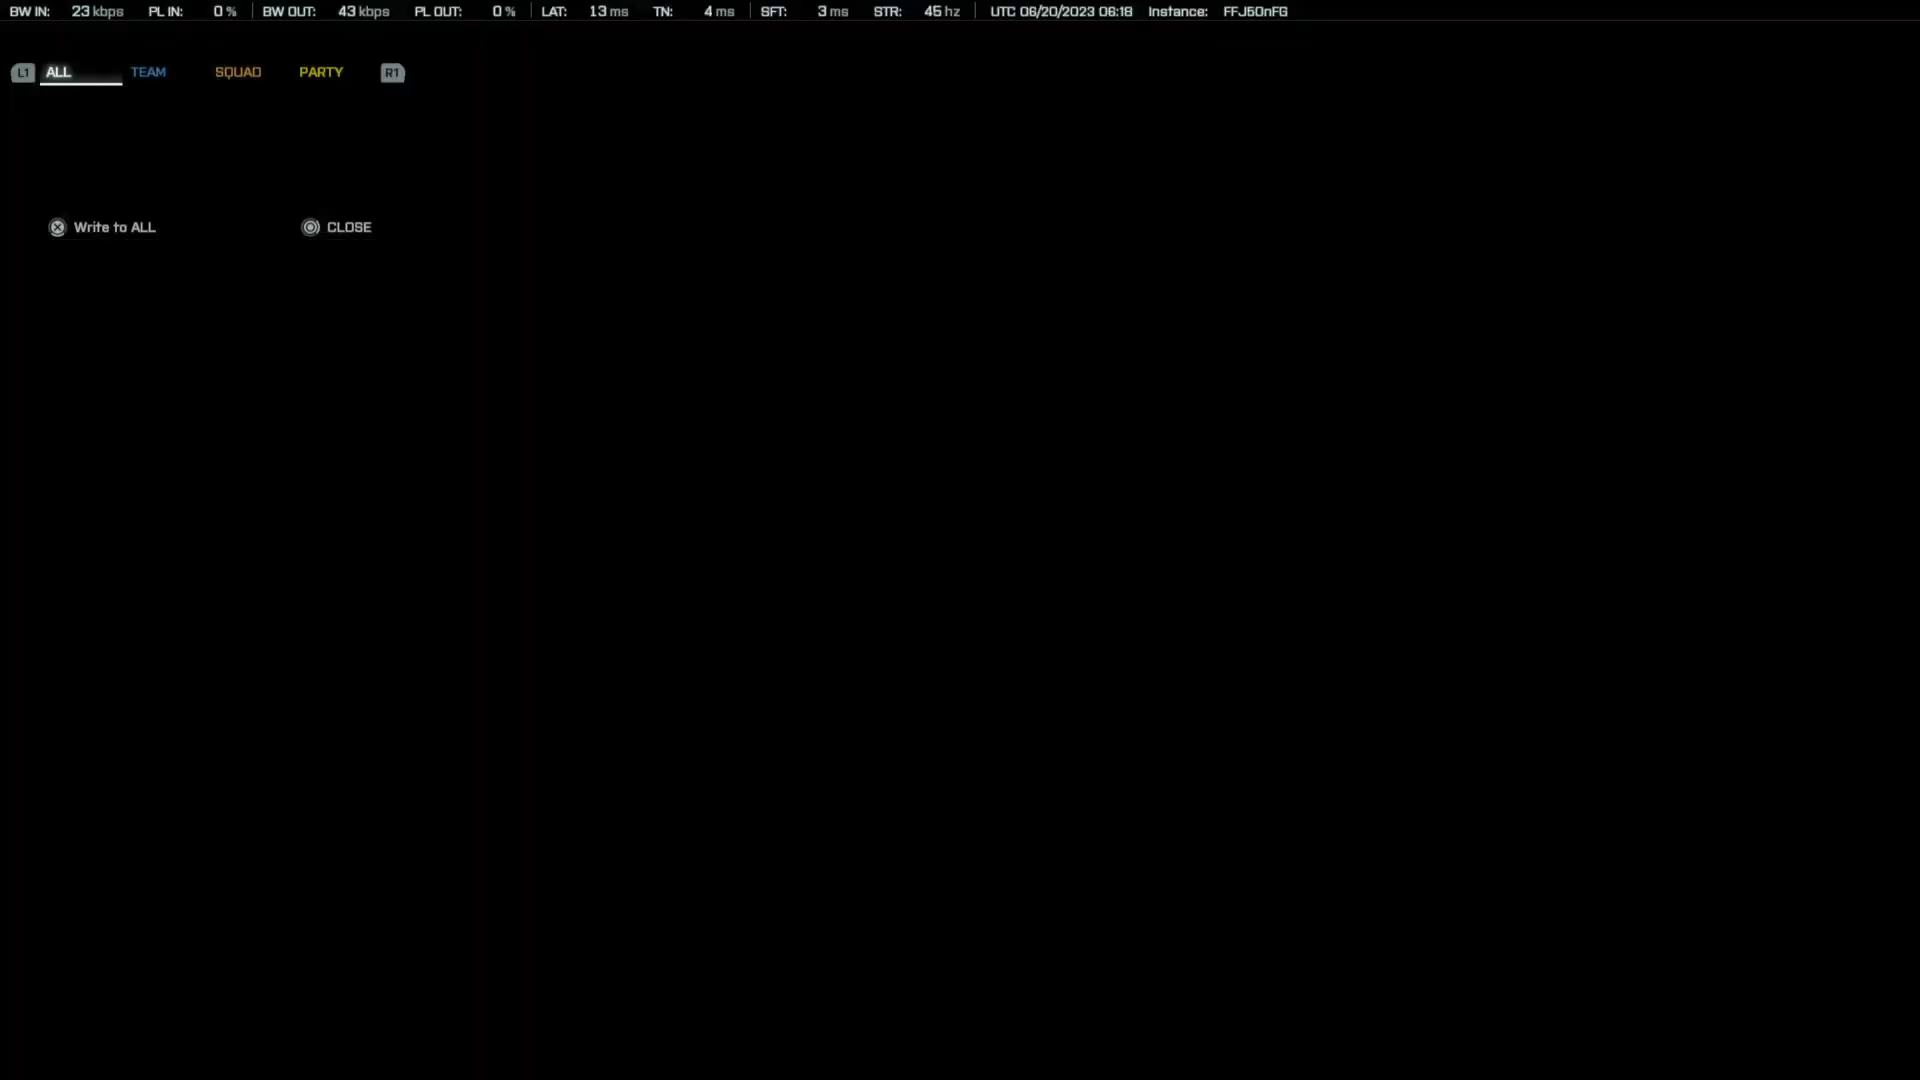 BW IN: 23 kbps PL IN: 0 % BW OUT: 43 kbps PL OUT: 0 % LAT: 13 ms TN: 4 ms SFT: 3 ms STR: 45 hz UTC 06/20/2023 06:18 Instance: FFJ50nFG
L1 ALL TEAM SQUAD PARTY R1
Write to ALL CLOSE